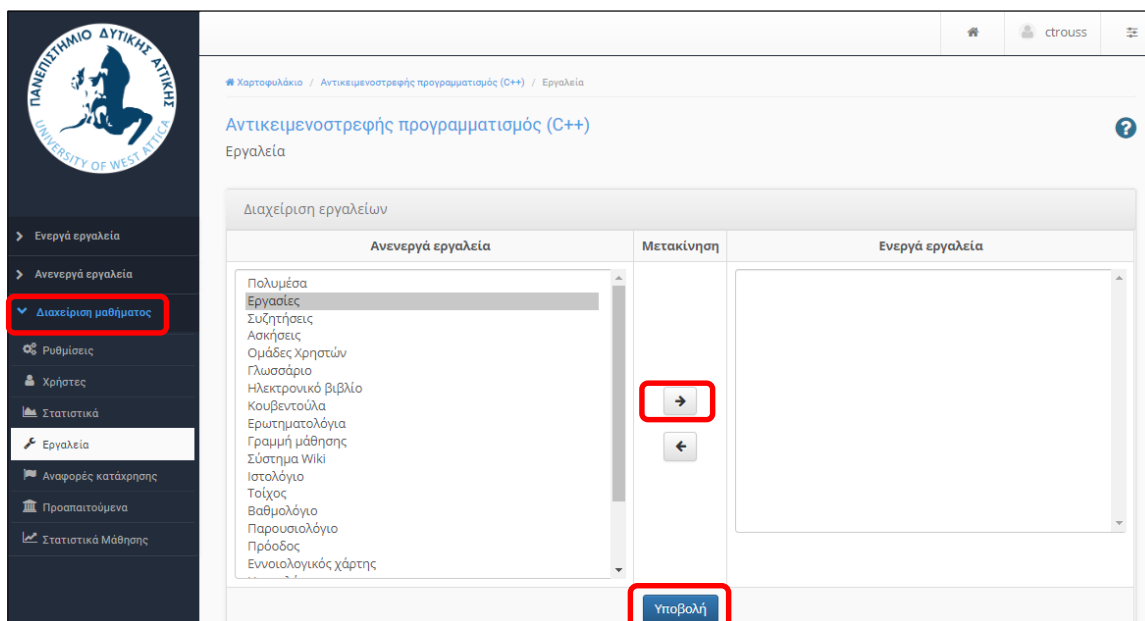 ΠΑΝΕΠΙΣΤΗΜΙΟ ΔΥΤΙΚΗΣ ΑΤΤΙΚΗΣ
UNIVERSITY OF WEST ATTICA
ctrouss
Χαρτοφυλάκιο / Αντικειμενοστρεφής προγραμματισμός (C++) / Εργαλεία
Αντικειμενοστρεφής προγραμματισμός (C++)
Εργαλεία
Διαχείριση εργαλείων
Ανενεργά εργαλεία Μετακίνηση Ενεργά εργαλεία
Πολυμέσα
Εργασίες
Συζητήσεις
Ασκήσεις
Ομάδες Χρηστών
Γλωσσάριο
Ηλεκτρονικό βιβλίο
Κουβεντούλα
Ερωτηματολόγια
Γραμμή μάθησης
Σύστημα Wiki
Ιστολόγιο
Τοίχος
Βαθμολόγιο
Παρουσιολόγιο
Πρόοδος
Εννοιολογικός χάρτης
Υποβολή
Ενεργά εργαλεία
Ανενεργά εργαλεία
Διαχείριση μαθήματος
Ρυθμίσεις
Χρήστες
Στατιστικά
Εργαλεία
Αναφορές κατάχρησης
Προαπαιτούμενα
Στατιστικά Μάθησης